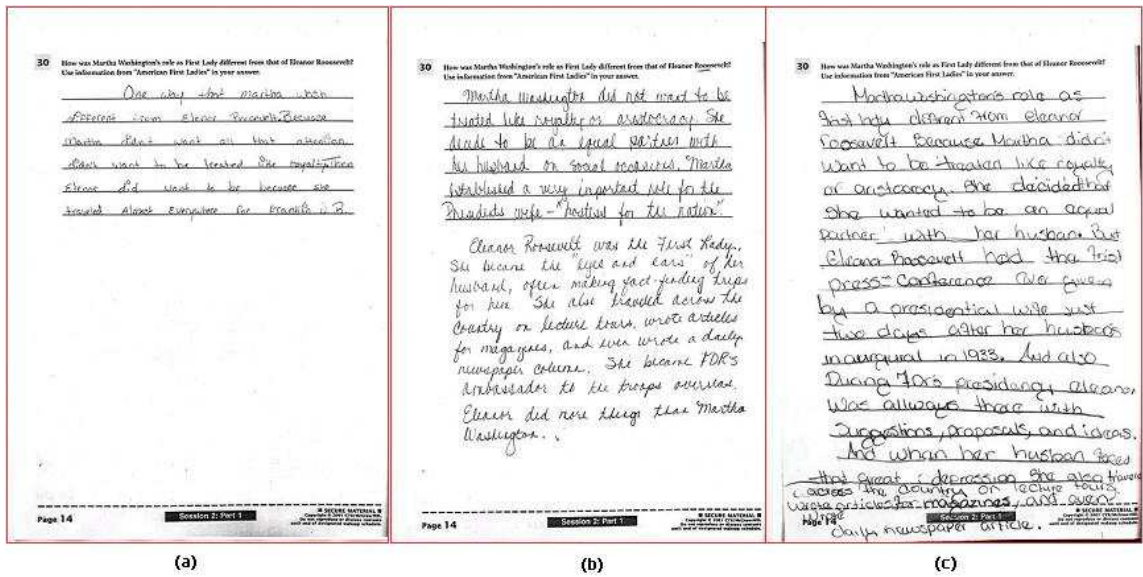 30 How was Martha Washington's role as First Lady different from that of Eleanor Roosevelt?
Use information from "American First Ladies" in your answer.
One way that martha wash
different from Elenor Roosevelt. Because
Martha didn't want all that attention
didn't want to be like royalty. Then
Elenor did want to be because she
traveled Almost Everywhere for Franklin D.
Page 14
Session 2: Part 1
SECURE MATERIAL
(a)
30 How was Martha Washington's role as First Lady different from that of Eleanor Roosevelt?
Use information from "American First Ladies" in your answer.
Martha Washington did not want to be
treated like royalty or aristocracy. She
decide to be an equal partner with
her husband on social occasions. Martha
established a very important role for the
Presidents wife - "hostess for the nation".
Eleanor Roosevelt was the First Lady.
She became the "eyes and ears" of her
husband, often making fact-finding trips
for him. She also traveled across the
Country on lecture tours, wrote articles
for magazines, and even wrote a daily
newspaper column. She became FDR's
ambassador to the troops overseas.
Eleanor did more things than Martha
Washington.
Page 14
Session 2: Part 1
SECURE MATERIAL
(b)
30 How was Martha Washington's role as First Lady different from that of Eleanor Roosevelt?
Use information from "American First Ladies" in your answer.
Martha Washington's role as
first lady different from eleanor
roosevelt Because Martha didn't
want to be like royalty
or aristocracy. She decided that
She wanted to be an equal
partner with her husban. But
Eleanor Roosevelt held the first
press-Conference ever given
by a presidential wife just
two days after her husban's
inaugural in 1933. And also
During FDR's presidency eleanor
Was allways there with
Suggestions, proposals, and ideas.
And when her husban faces
that great depression She also
across the country on lecture tours,
wrote articles for magazines, and even
wrote
daily newspaper article.
Page 14
Session 2: Part 1
SECURE MATERIAL
(c)